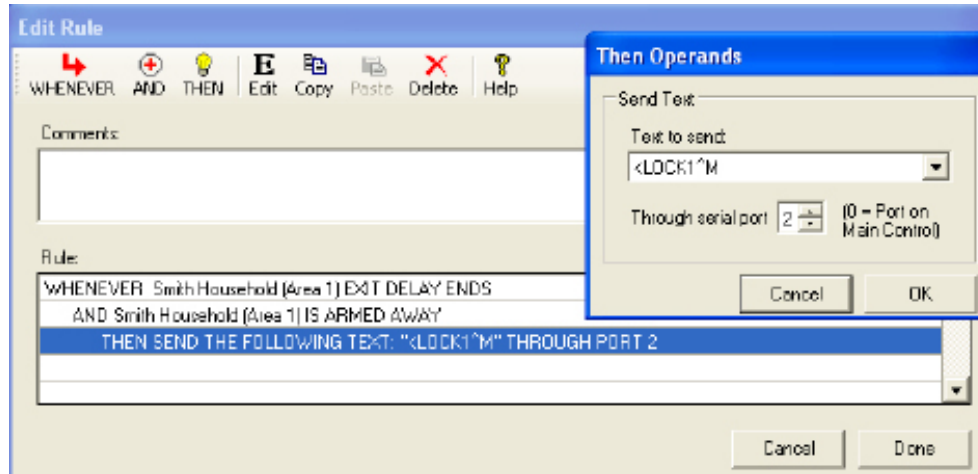 Edit Rule
WHENEVER AND THEN Edit Copy Paste Delete Help
Comments:
Rule:
WHENEVER Smith Household (Area 1) EXIT DELAY ENDS
AND Smith Household (Area 1) IS ARMED AWAY
THEN SEND THE FOLLOWING TEXT: "<LOCK1^M" THROUGH PORT 2
Cancel Done
Then Operands
Send Text
Text to send:
<LOCK1^M
Through serial port 2 (0 = Port on
Main Control)
Cancel OK